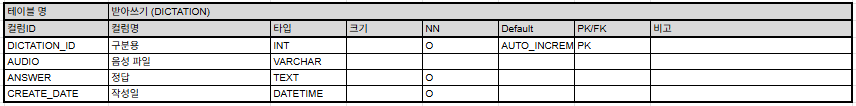 테이블 명 받아쓰기 (DICTATION)
컬럼ID 컬럼명 타입 크기 NN Default PK/FK 비고
DICTATION_ID 구분용 INT O AUTO_INCREM PK
AUDIO 음성 파일 VARCHAR
ANSWER 정답 TEXT O
CREATE_DATE 작성일 DATETIME O